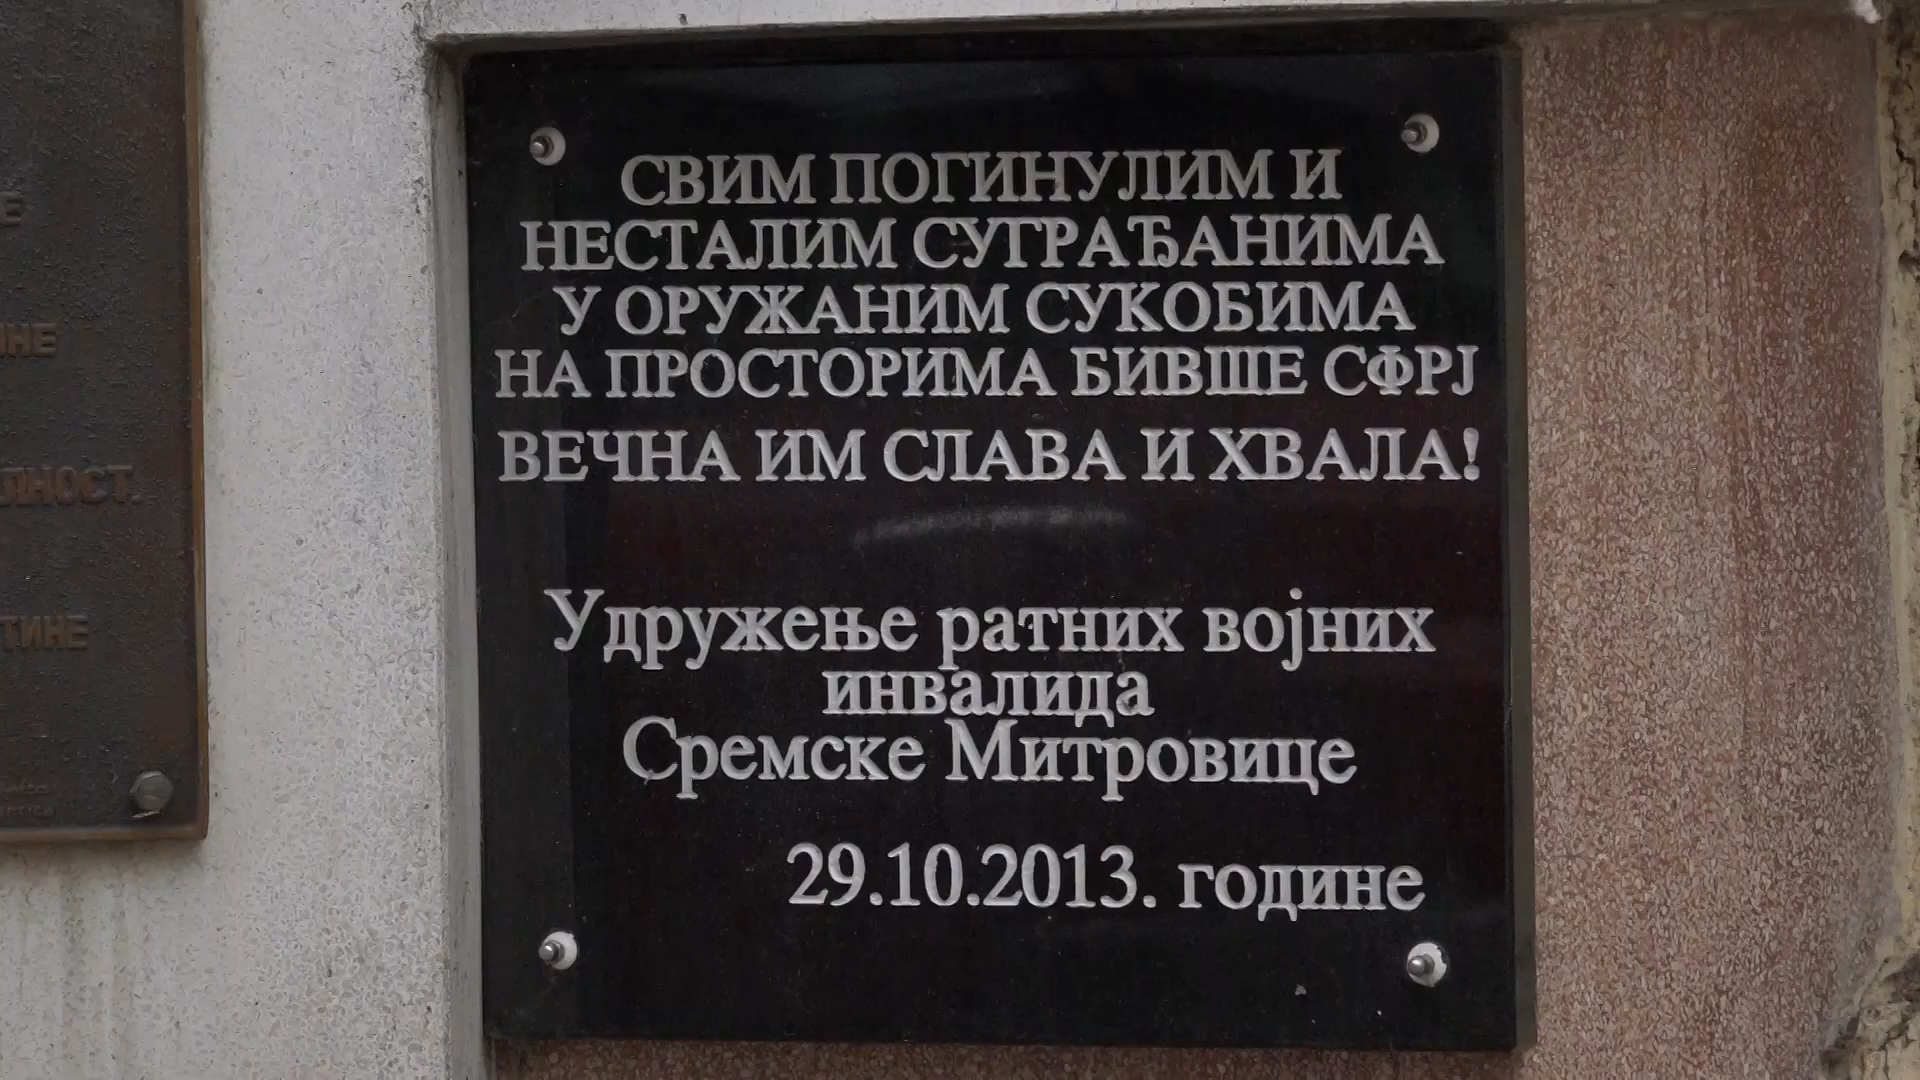 СВИМ ПОГИНУЛИМ И
НЕСТАЛИМ СУГРАЂАНИМА
У ОРУЖАНИМ СУКОБИМА
НА ПРОСТОРИМА БИВШЕ СФРЈ
ВЕЧНА ИМ СЛАВА И ХВАЛА!
Удружење ратних војних
инвалида
Сремске Митровице
29.10.2013. године